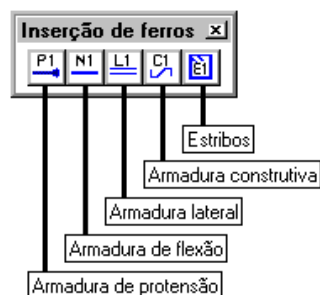 Inserção de ferros
P1 N1 L1 C1 E1
Estribos
Armadura construtiva
Armadura lateral
Armadura de flexão
Armadura de protensão